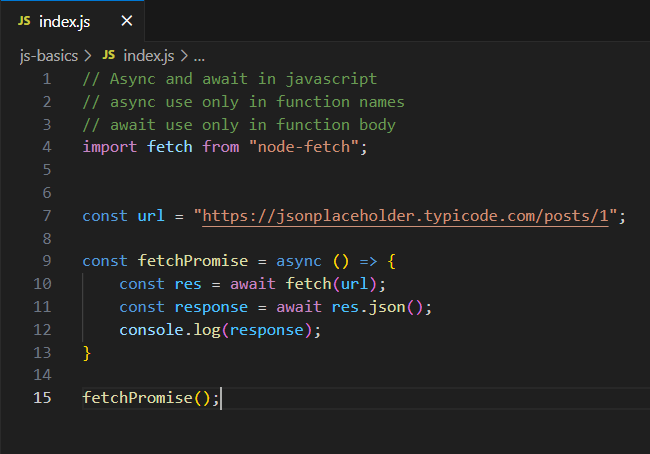 JS index.js ×
js-basics > JS index.js > ...
1 // Async and await in javascript
2 // async use only in function names
3 // await use only in function body
4 import fetch from "node-fetch";
5
6
7 const url = "https://jsonplaceholder.typicode.com/posts/1";
8
9 const fetchPromise = async () => {
10     const res = await fetch(url);
11     const response = await res.json();
12     console.log(response);
13 }
14
15 fetchPromise();